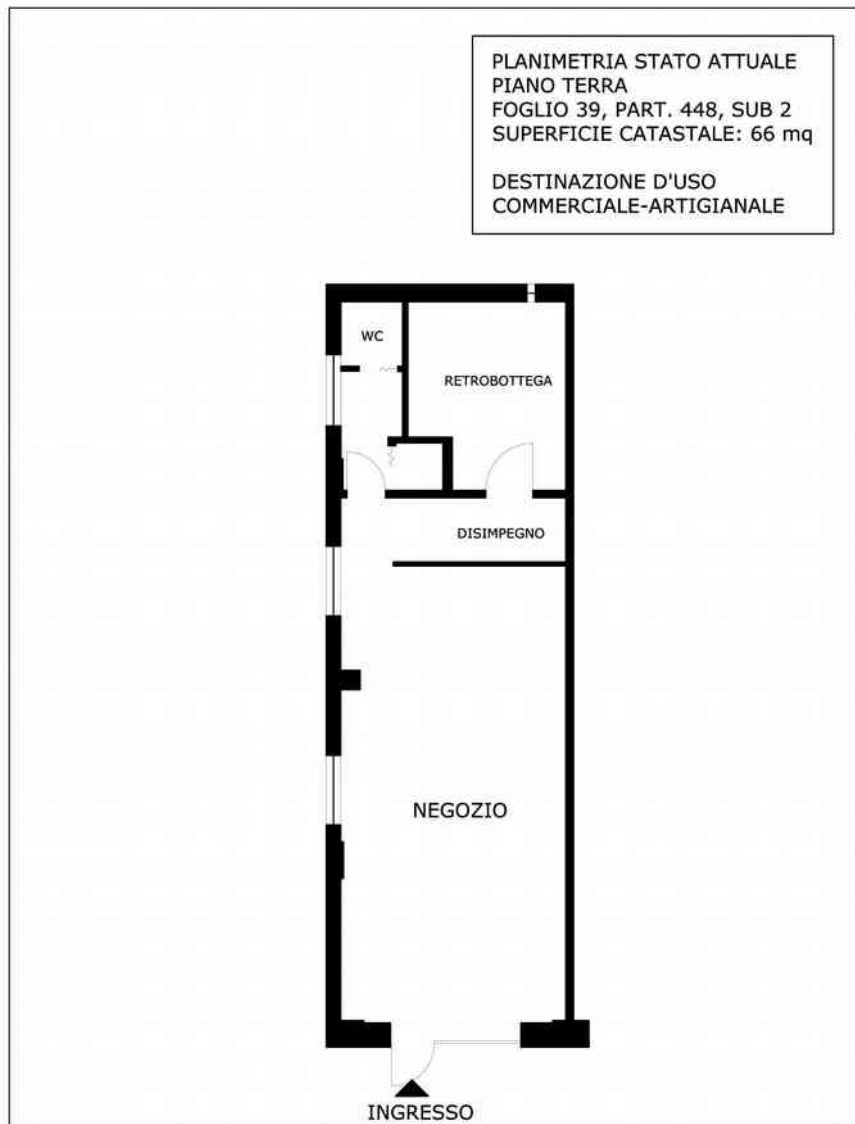 PLANIMETRIA STATO ATTUALE
PIANO TERRA
FOGLIO 39, PART. 448, SUB 2
SUPERFICIE CATASTALE: 66 mq
DESTINAZIONE D'USO
COMMERCIALE-ARTIGIANALE
WC
RETROBOTTEGA
DISIMPEGNO
NEGOZIO
INGRESSO